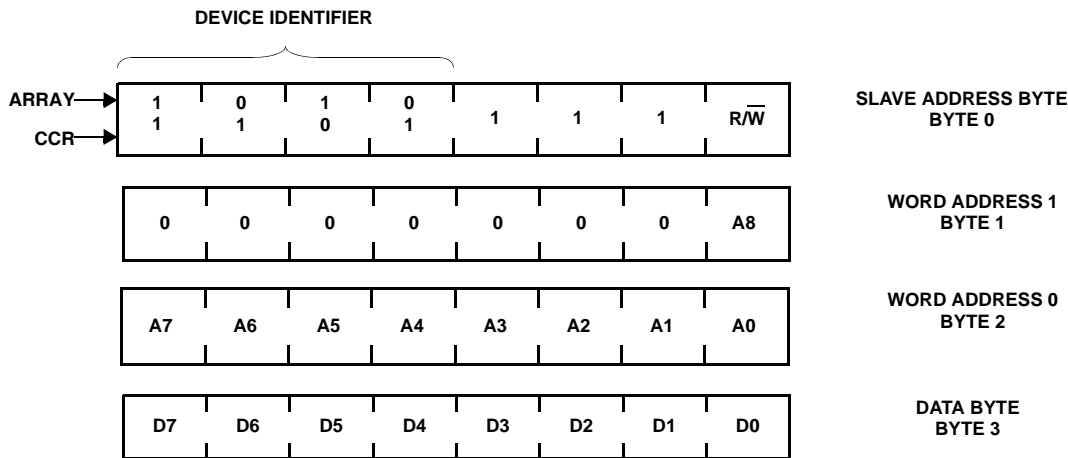 DEVICE IDENTIFIER
ARRAY
CCR
1 0 1 0
1 1 0 1
1 1 1 R/W̅
SLAVE ADDRESS BYTE
BYTE 0
0 0 0 0 0 0 0 A8
WORD ADDRESS 1
BYTE 1
A7 A6 A5 A4 A3 A2 A1 A0
WORD ADDRESS 0
BYTE 2
D7 D6 D5 D4 D3 D2 D1 D0
DATA BYTE
BYTE 3